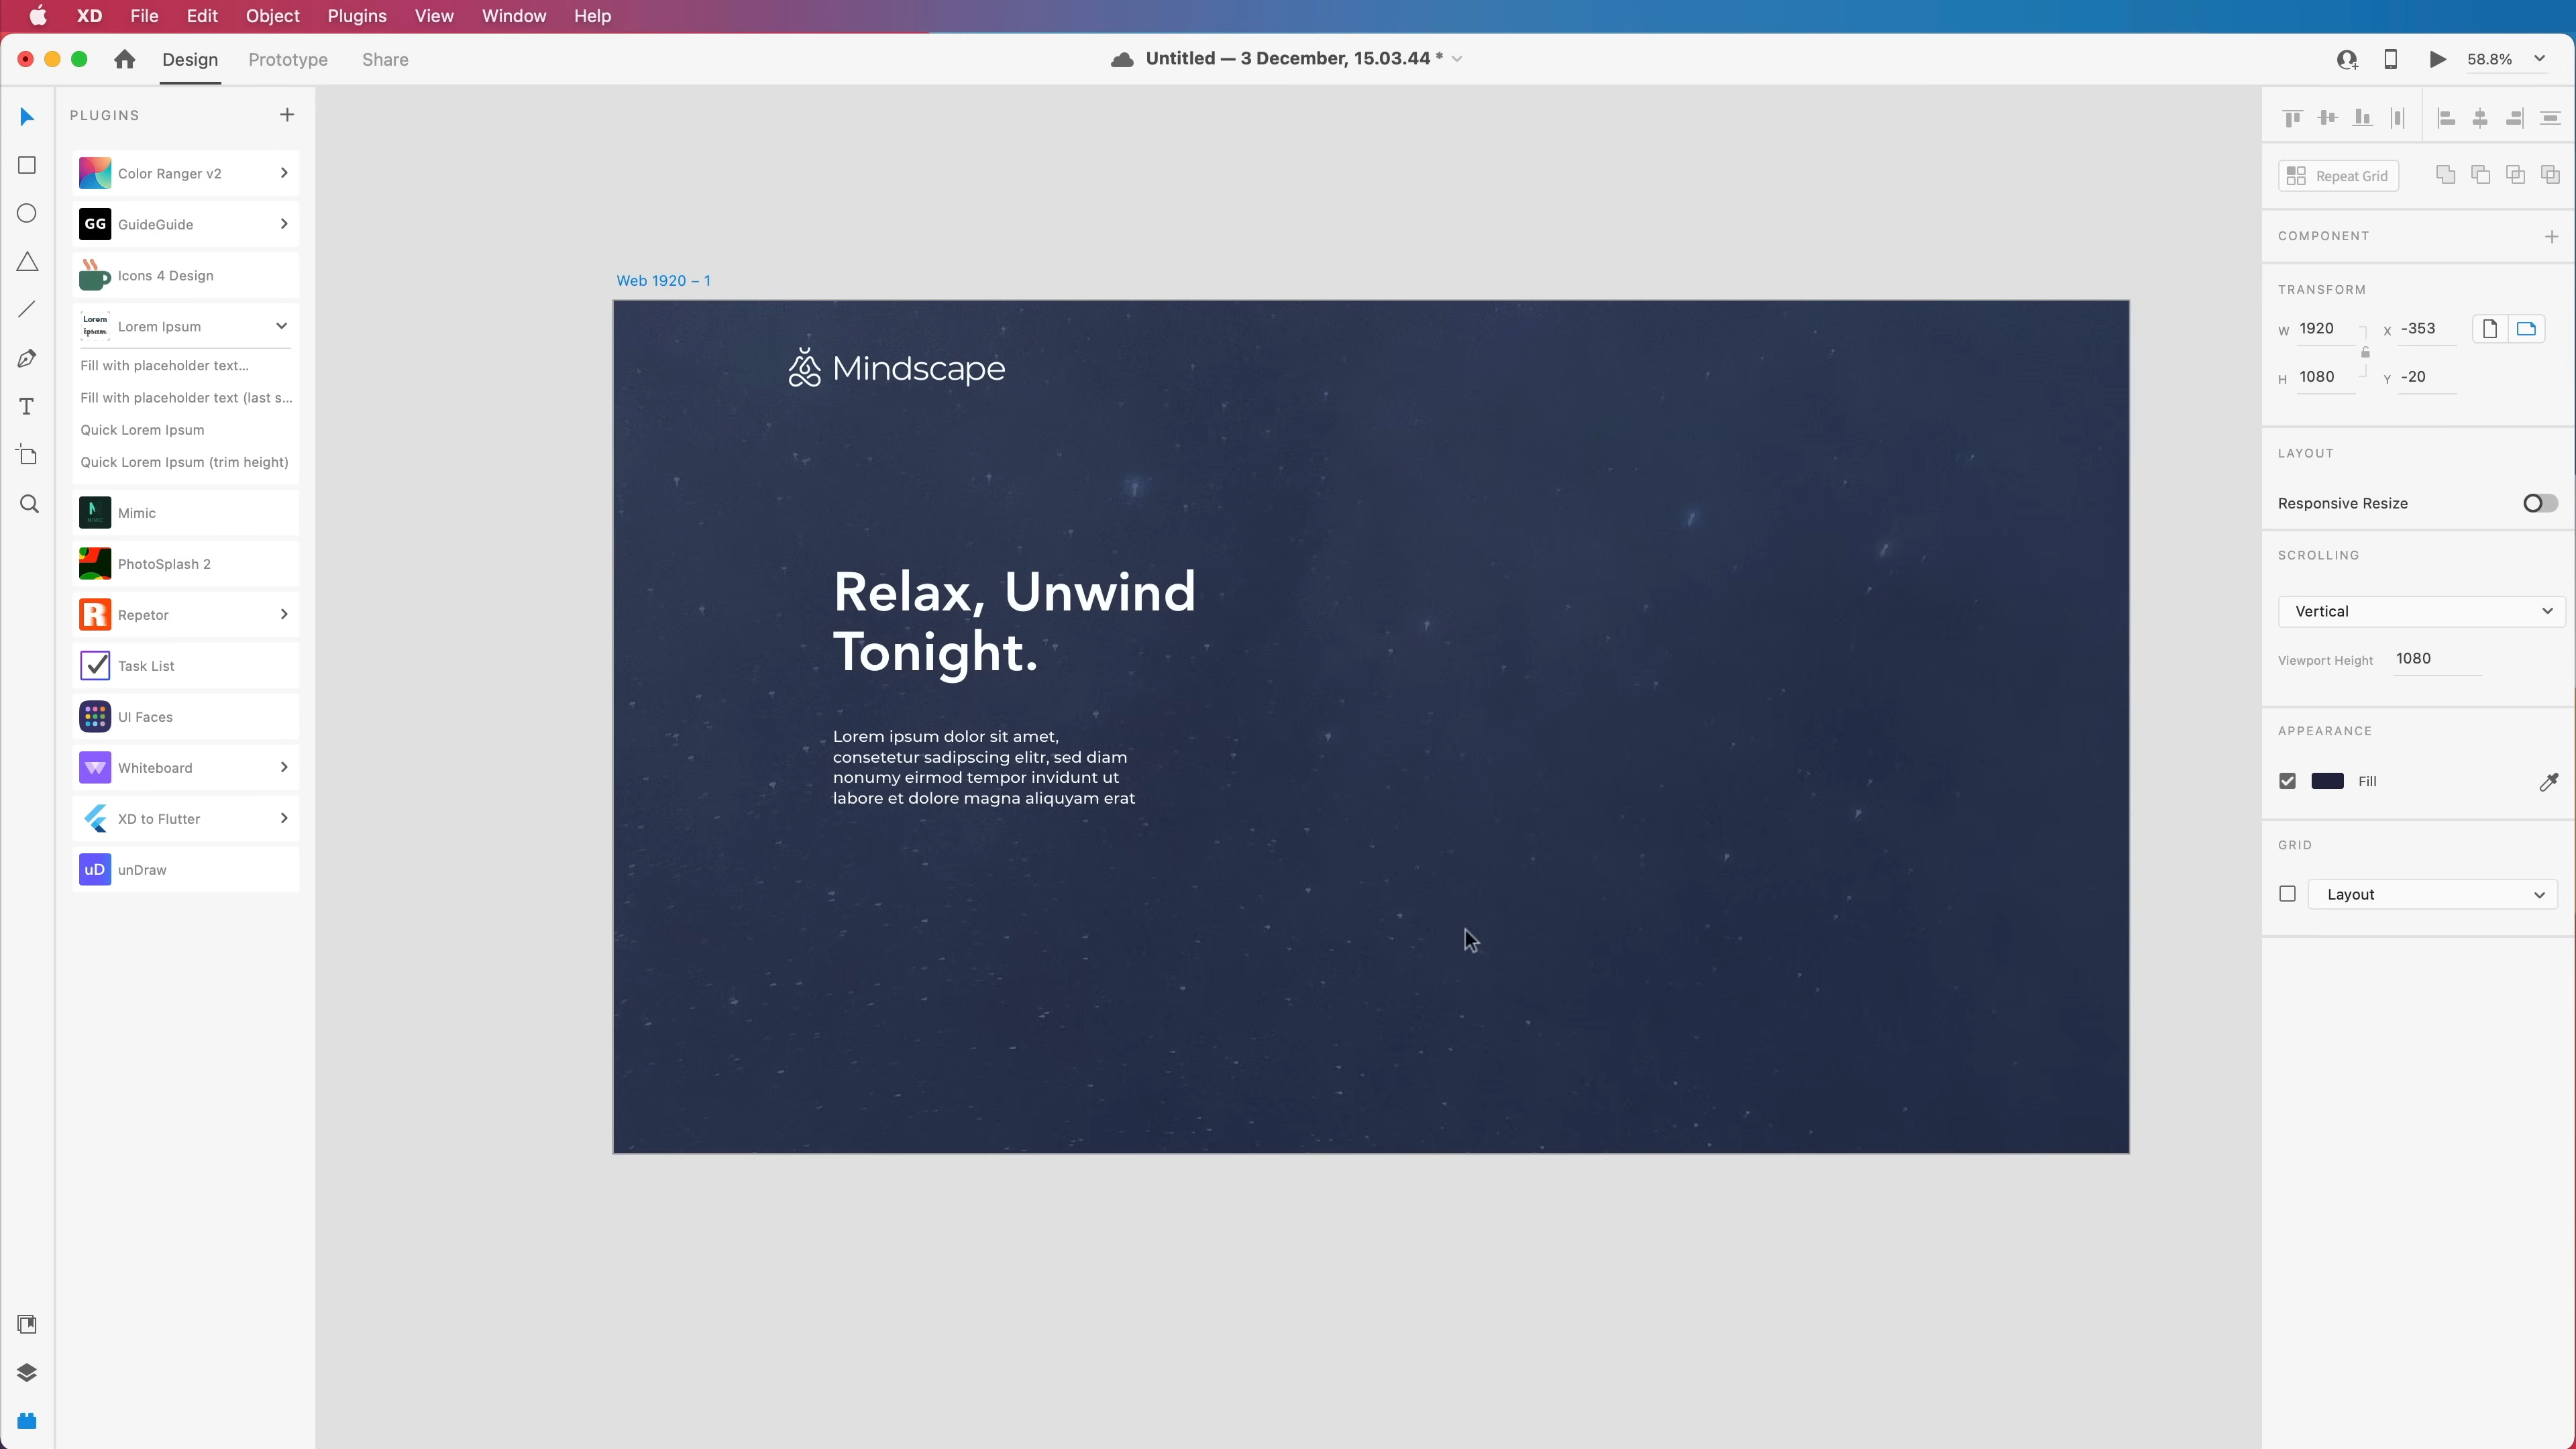 XD File Edit Object Plugins View Window Help
Design Prototype Share
Untitled — 3 December, 15.03.44 *
58.8%
PLUGINS
Color Ranger v2
GG GuideGuide
Icons 4 Design
Lorem
ipsum
Lorem Ipsum
Fill with placeholder text...
Fill with placeholder text (last s...
Quick Lorem Ipsum
Quick Lorem Ipsum (trim height)
MIMIC
Mimic
PhotoSplash 2
R Repetor
Task List
UI Faces
Whiteboard
XD to Flutter
uD unDraw
Web 1920 – 1
Mindscape
Relax, Unwind
Tonight.
Lorem ipsum dolor sit amet,
consetetur sadipscing elitr, sed diam
nonumy eirmod tempor invidunt ut
labore et dolore magna aliquyam erat
Repeat Grid
COMPONENT
TRANSFORM
W 1920 X -353
H 1080 Y -20
LAYOUT
Responsive Resize
SCROLLING
Vertical
Viewport Height 1080
APPEARANCE
Fill
GRID
Layout